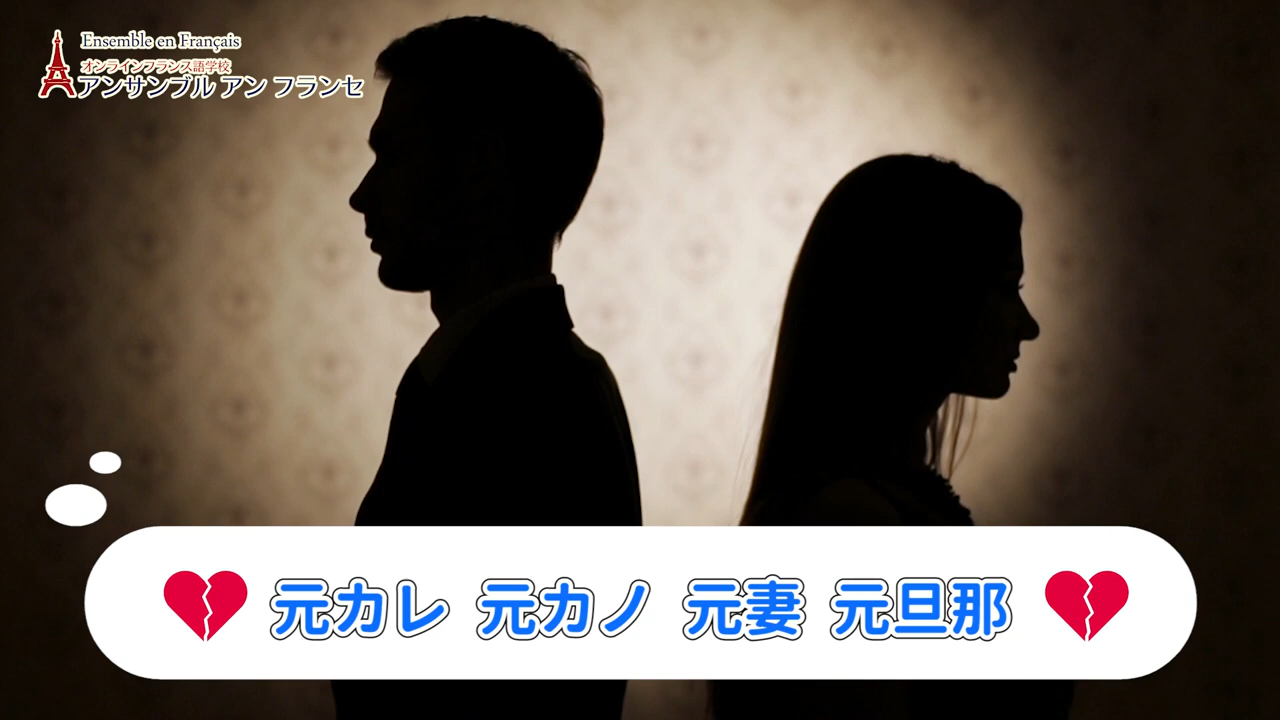 Ensemble en Français
オンラインフランス語学校
アンサンブル アン フランセ
元カレ 元カノ 元妻 元旦那